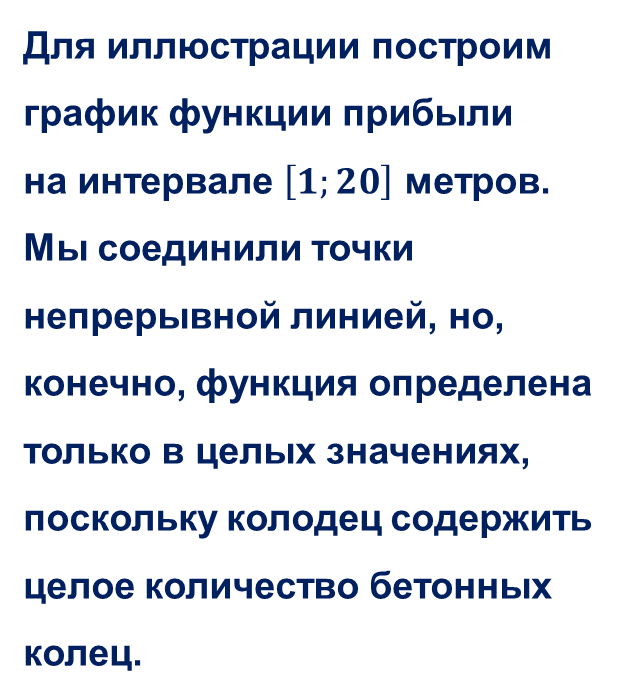 Для иллюстрации построим
график функции прибыли
на интервале [1; 20] метров.
Мы соединили точки
непрерывной линией, но,
конечно, функция определена
только в целых значениях,
поскольку колодец содержить
целое количество бетонных
колец.